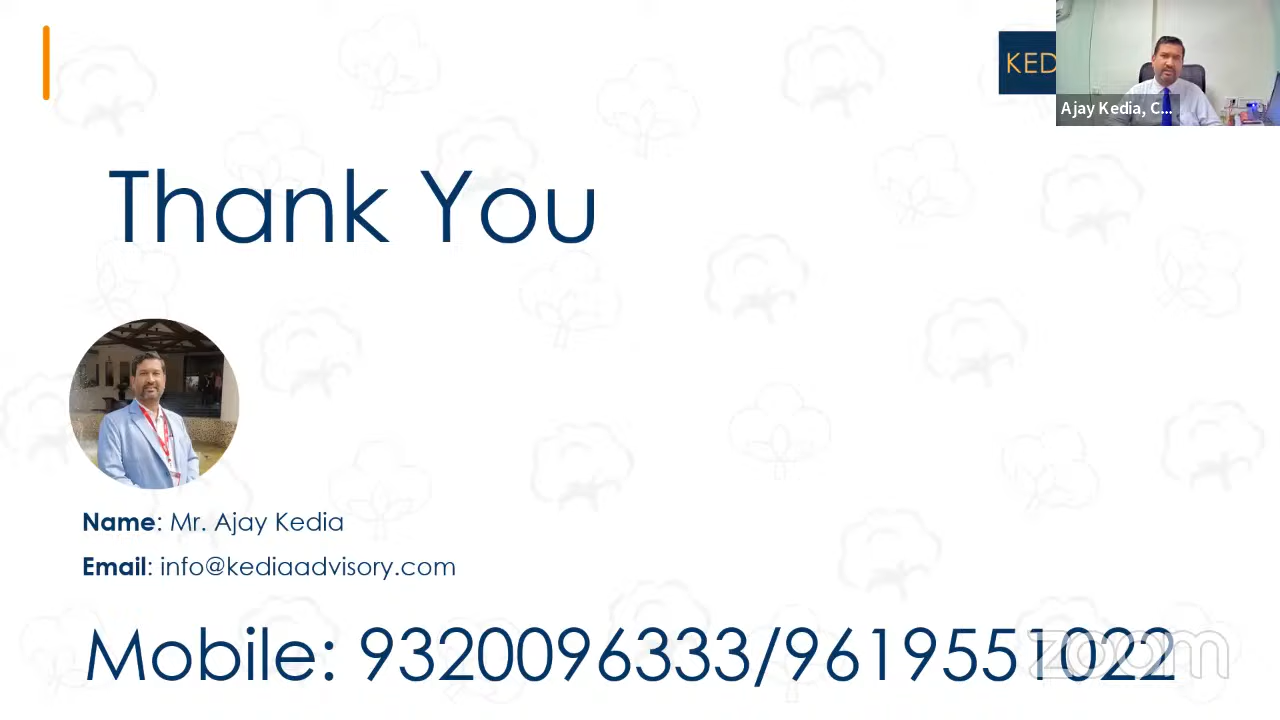 KED
Ajay Kedia, C...
Thank You
Name: Mr. Ajay Kedia
Email: info@kediaadvisory.com
Mobile: 9320096333/9619551022
zoom